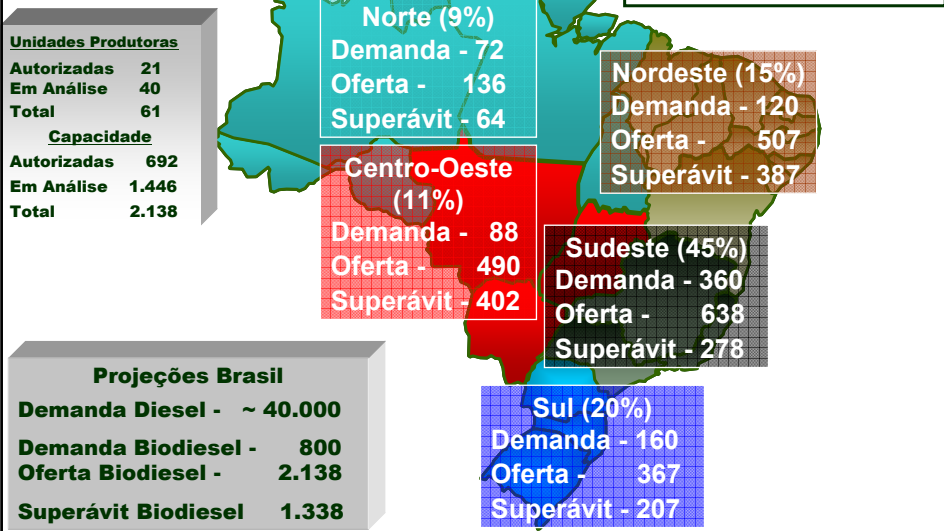 Unidades Produtoras
Autorizadas 21
Em Análise 40
Total 61
Capacidade
Autorizadas 692
Em Análise 1.446
Total 2.138
Norte (9%)
Demanda - 72
Oferta - 136
Superávit - 64
Nordeste (15%)
Demanda - 120
Oferta - 507
Superávit - 387
Centro-Oeste
(11%)
Demanda - 88
Oferta - 490
Superávit - 402
Sudeste (45%)
Demanda - 360
Oferta - 638
Superávit - 278
Projeções Brasil
Demanda Diesel - ~ 40.000
Demanda Biodiesel - 800
Oferta Biodiesel - 2.138
Superávit Biodiesel 1.338
Sul (20%)
Demanda - 160
Oferta - 367
Superávit - 207